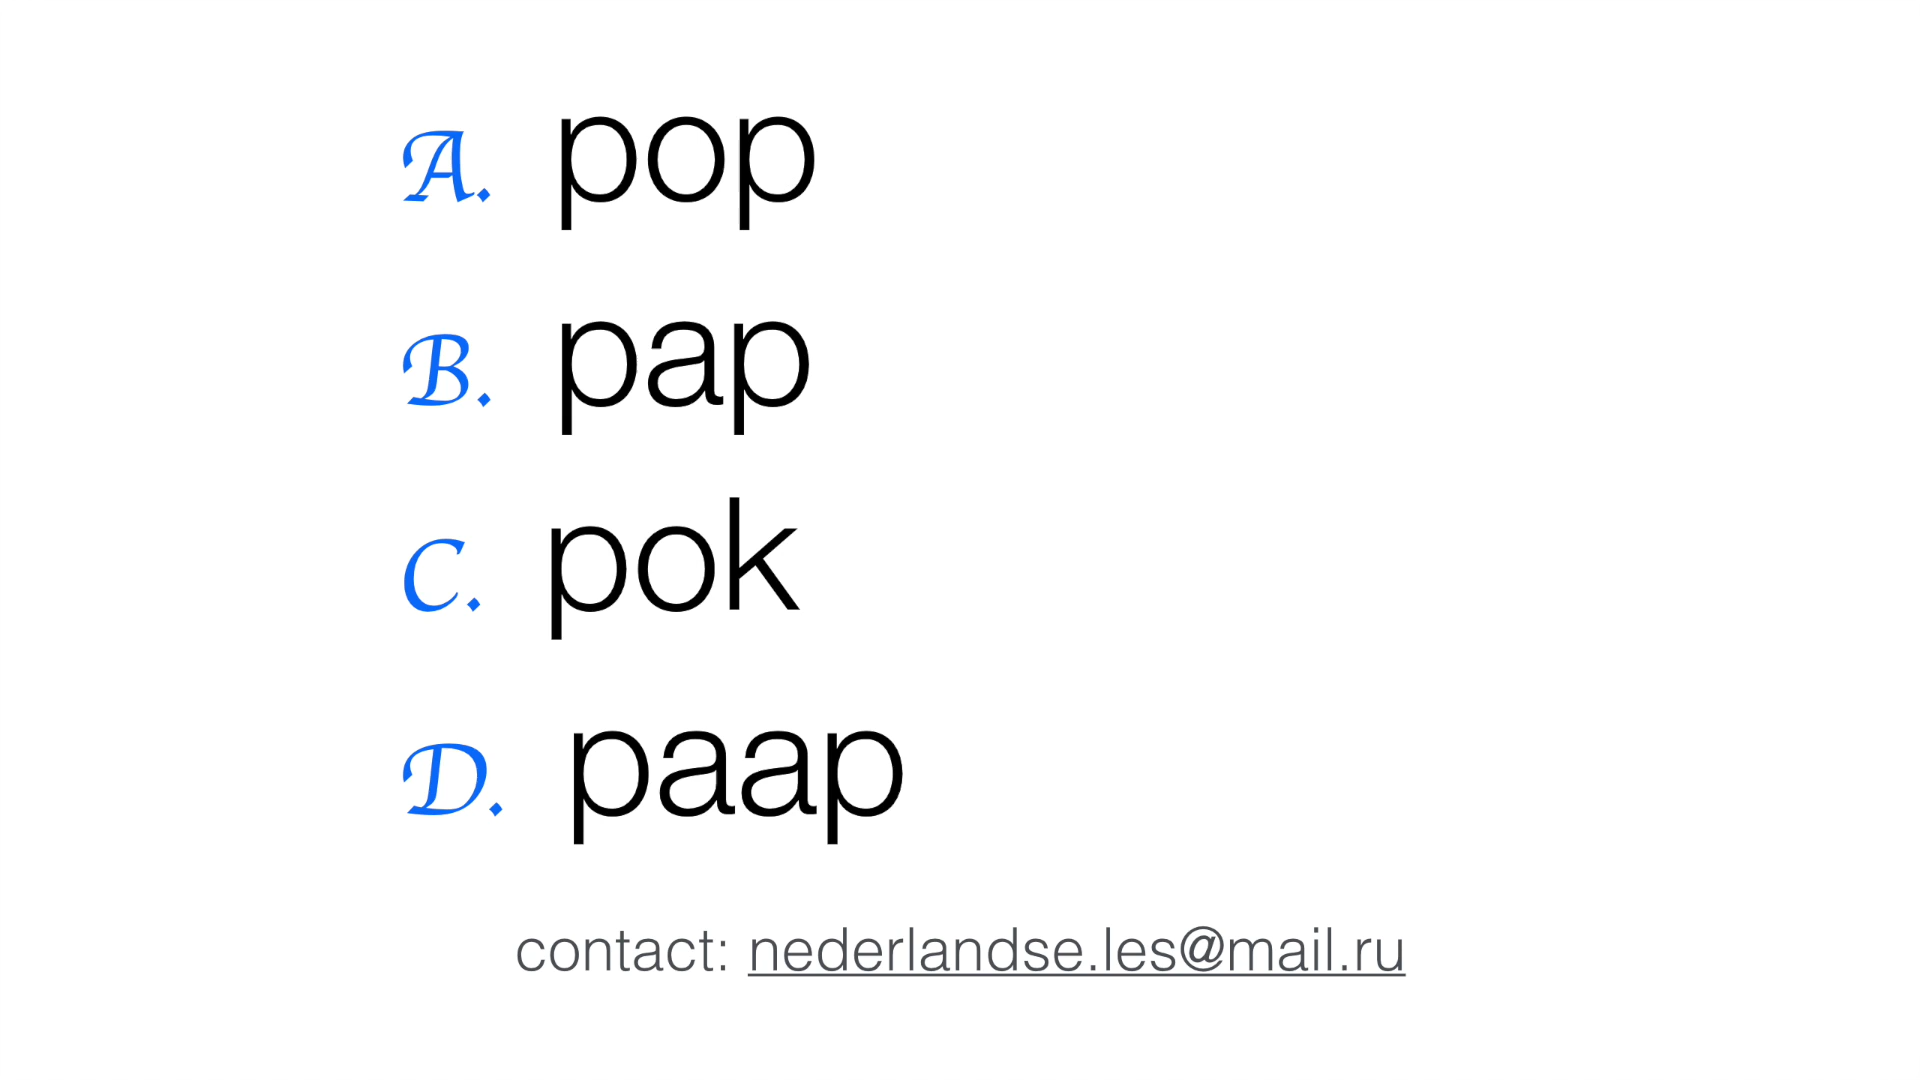 A. pop
B. pap
C. pok
D. paap
contact: nederlandse.les@mail.ru